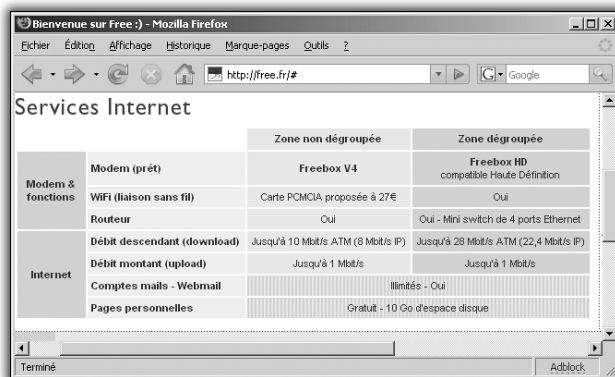 Bienvenue sur Free :) - Mozilla Firefox
Fichier Édition Affichage Historique Marque-pages Outils ?
http://free.fr/# G Google
Services Internet
Zone non dégroupée Zone dégroupée
Modem & fonctions
Modem (prêt) Freebox V4 Freebox HD
compatible Haute Définition
WiFi (liaison sans fil) Carte PCMCIA proposée à 27€ Oui
Routeur Oui Oui - Mini switch de 4 ports Ethernet
Internet
Débit descendant (download) Jusqu'à 10 Mbit/s ATM (8 Mbit/s IP) Jusqu'à 28 Mbit/s ATM (22,4 Mbit/s IP)
Débit montant (upload) Jusqu'à 1 Mbit/s Jusqu'à 1 Mbit/s
Comptes mails - Webmail Illimités - Oui
Pages personnelles Gratuit - 10 Go d'espace disque
Terminé Adblock